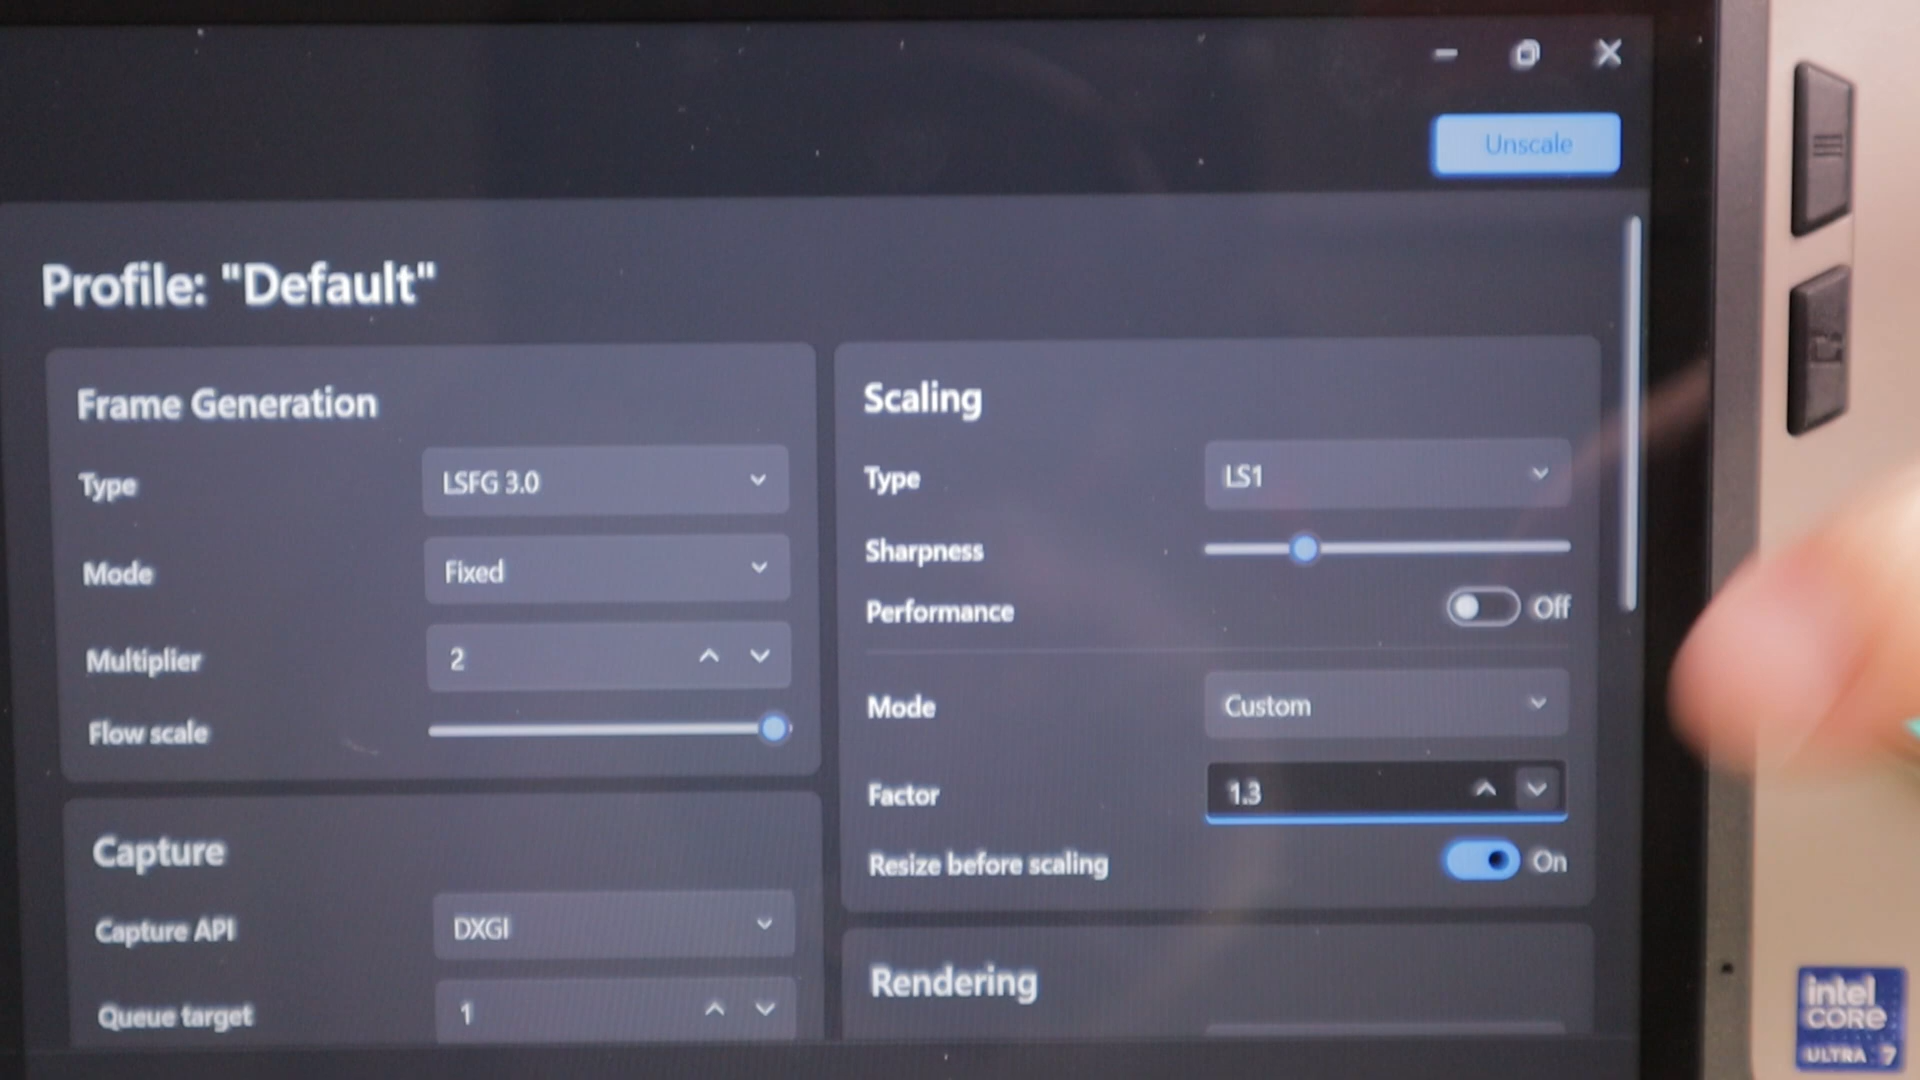 Unscale
Profile: "Default"
Frame Generation
Type
LSFG 3.0
Mode
Fixed
Multiplier
2
Flow scale
Capture
Capture API
DXGI
Queue target
1
Scaling
Type
LS1
Sharpness
Performance
Off
Mode
Custom
Factor
1.3
Resize before scaling
On
Rendering
intel
CORE
ULTRA 7